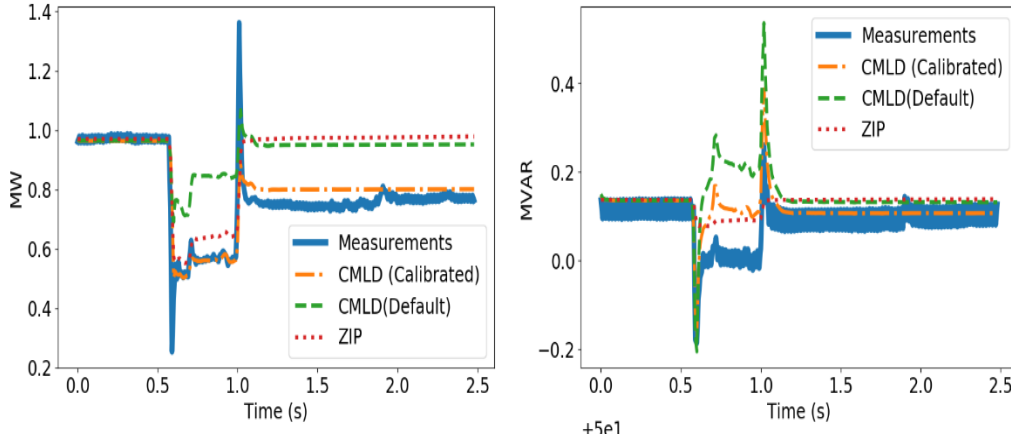 1.4
1.2
1.0
0.8
0.6
0.4
0.2
MW
Measurements
CMLD (Calibrated)
CMLD(Default)
ZIP
0.0 0.5 1.0 1.5 2.0 2.5
Time (s)
0.4
0.2
0.0
−0.2
MVAR
Measurements
CMLD (Calibrated)
CMLD(Default)
ZIP
0.0 0.5 1.0 1.5 2.0 2.5
Time (s)
+5e1